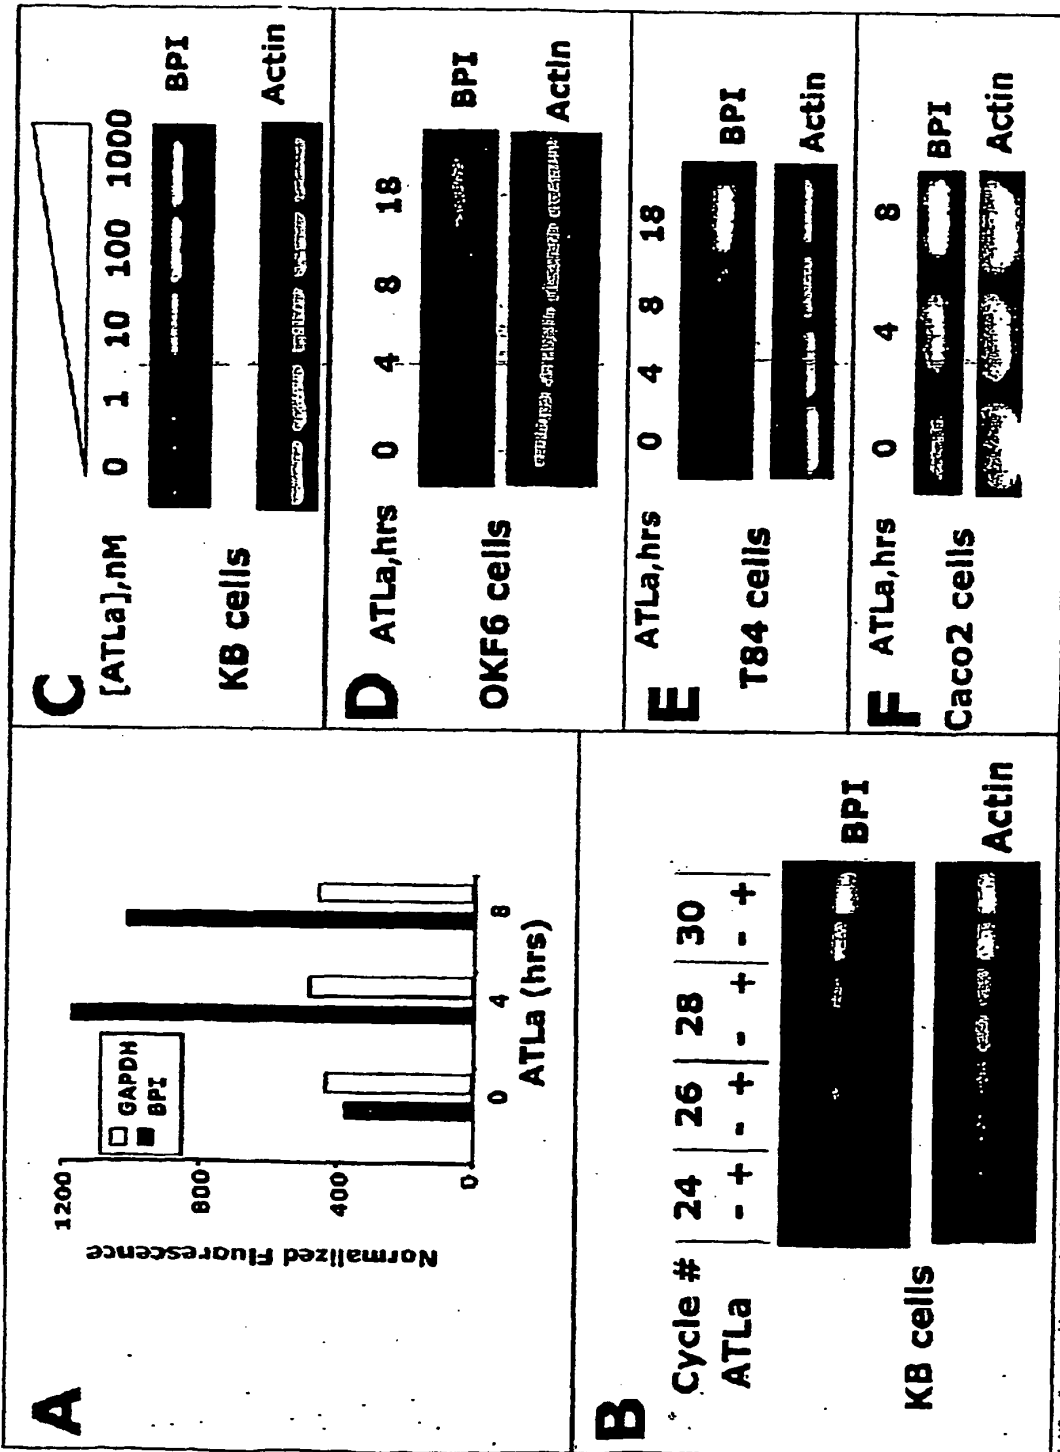 A
Normalized Fluorescence
1200
800
400
0
GAPDH
BPI
0 4 8
ATLa (hrs)
B
Cycle # 24 26 28 30
ATLa - + - + - + - +
BPI
KB cells
Actin
C
[ATLa],nM 0 1 10 100 1000
BPI
KB cells
Actin
D
ATLa,hrs 0 4 8 18
BPI
OKF6 cells
Actin
E
ATLa,hrs 0 4 8 18
BPI
T84 cells
Actin
F
ATLa,hrs 0 4 8
BPI
Caco2 cells
Actin